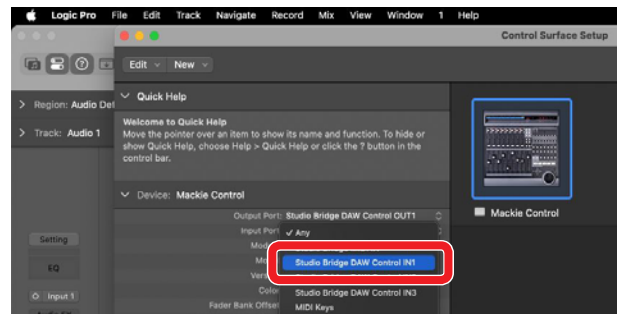 Logic Pro File Edit Track Navigate Record Mix View Window 1 Help
Control Surface Setup
Edit New
Quick Help
Region: Audio Def
Welcome to Quick Help
Move the pointer over an item to show its name and function. To hide or
show Quick Help, choose Help > Quick Help or click the ? button in the
control bar.
Track: Audio 1
Device: Mackie Control
Output Port: Studio Bridge DAW Control OUT1
Mackie Control
Input Port ✓ Any
Setting
Mod
Mo
Studio Bridge DAW Control IN1
EQ
Vers
Colo
Studio Bridge DAW Control IN3
Input 1
Fader Bank Offset
MIDI Keys